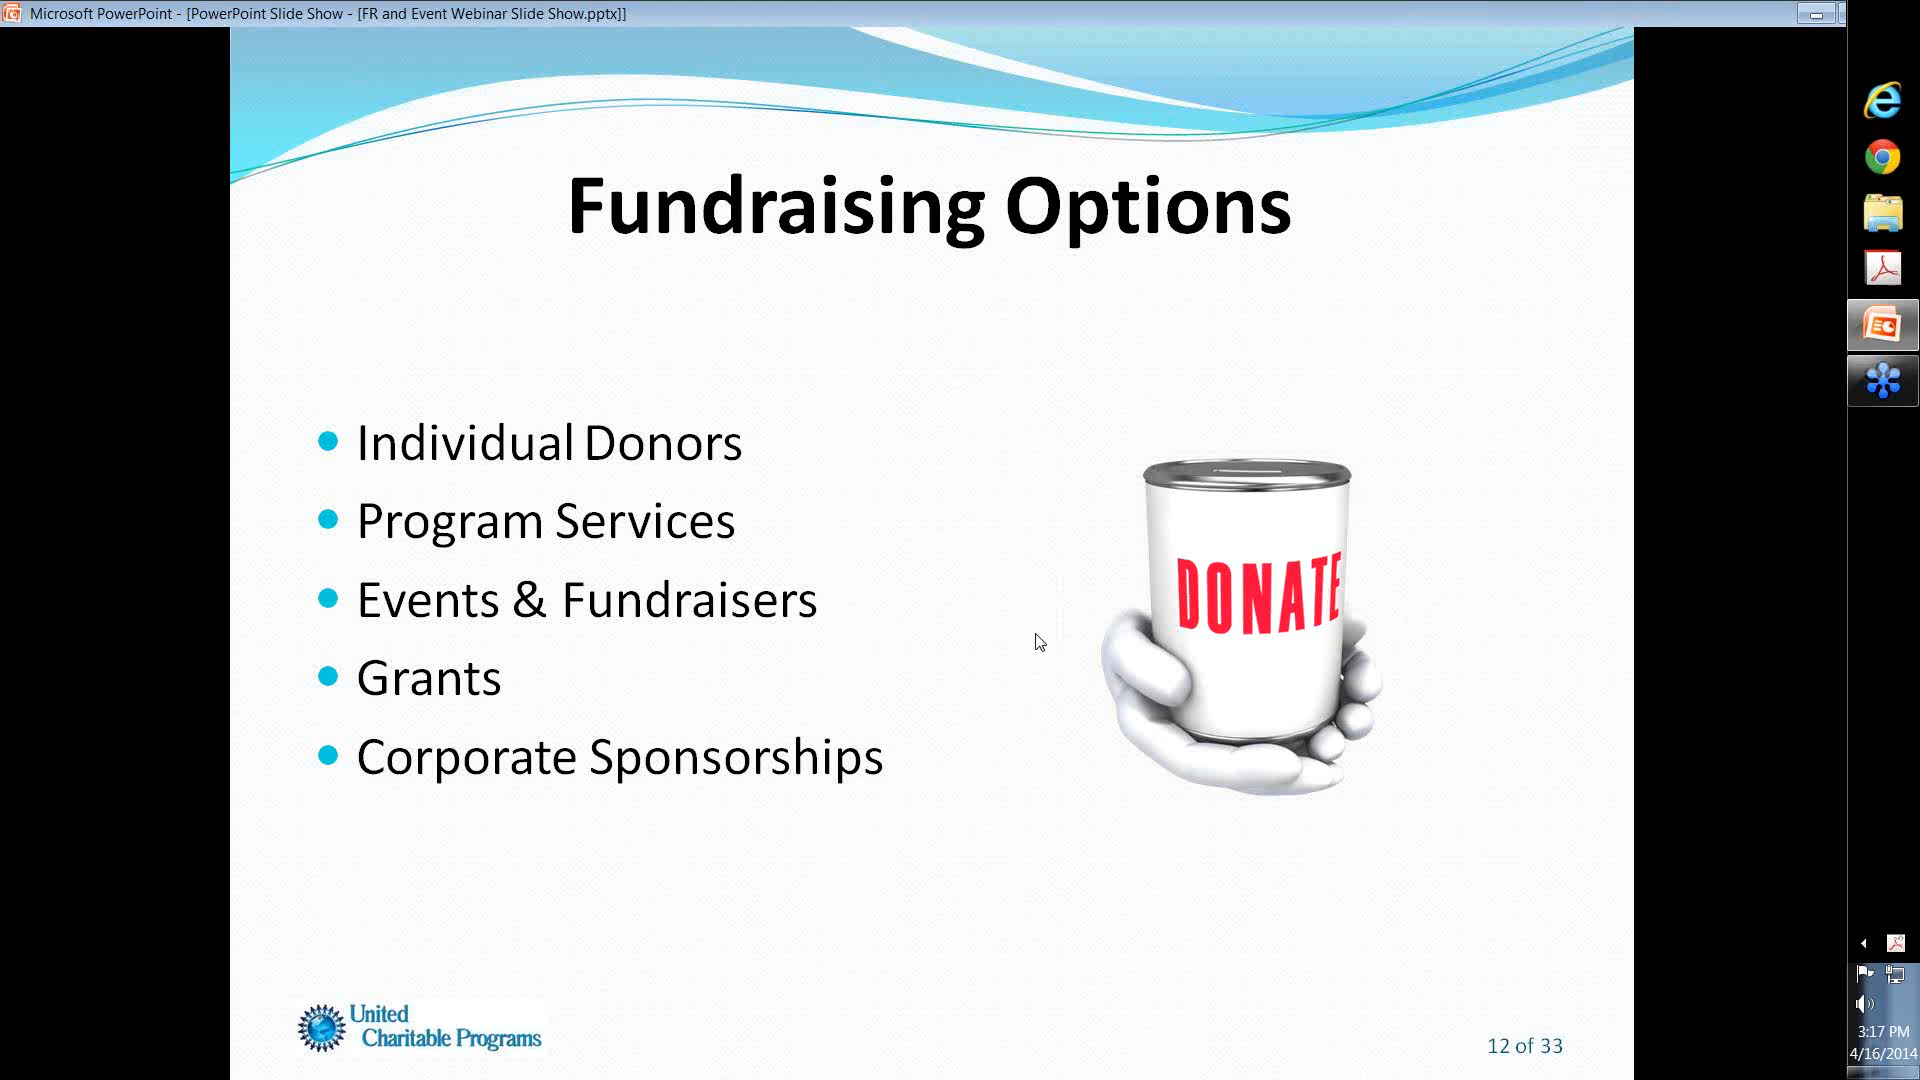 Microsoft PowerPoint - [PowerPoint Slide Show - [FR and Event Webinar Slide Show.pptx]]
Fundraising Options
Individual Donors
Program Services
Events & Fundraisers
Grants
Corporate Sponsorships
DONATE
United
Charitable Programs
12 of 33
3:17 PM
4/16/2014